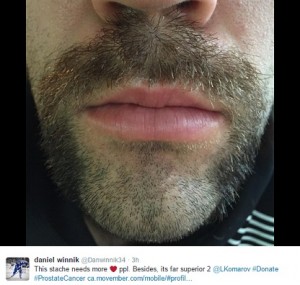 daniel winnik @Danwinnik34 · 3h
This stache needs more ❤ ppl. Besides, its far superior 2 @LKomarov #Donate
#ProstateCancer ca.movember.com/mobile/#profil...